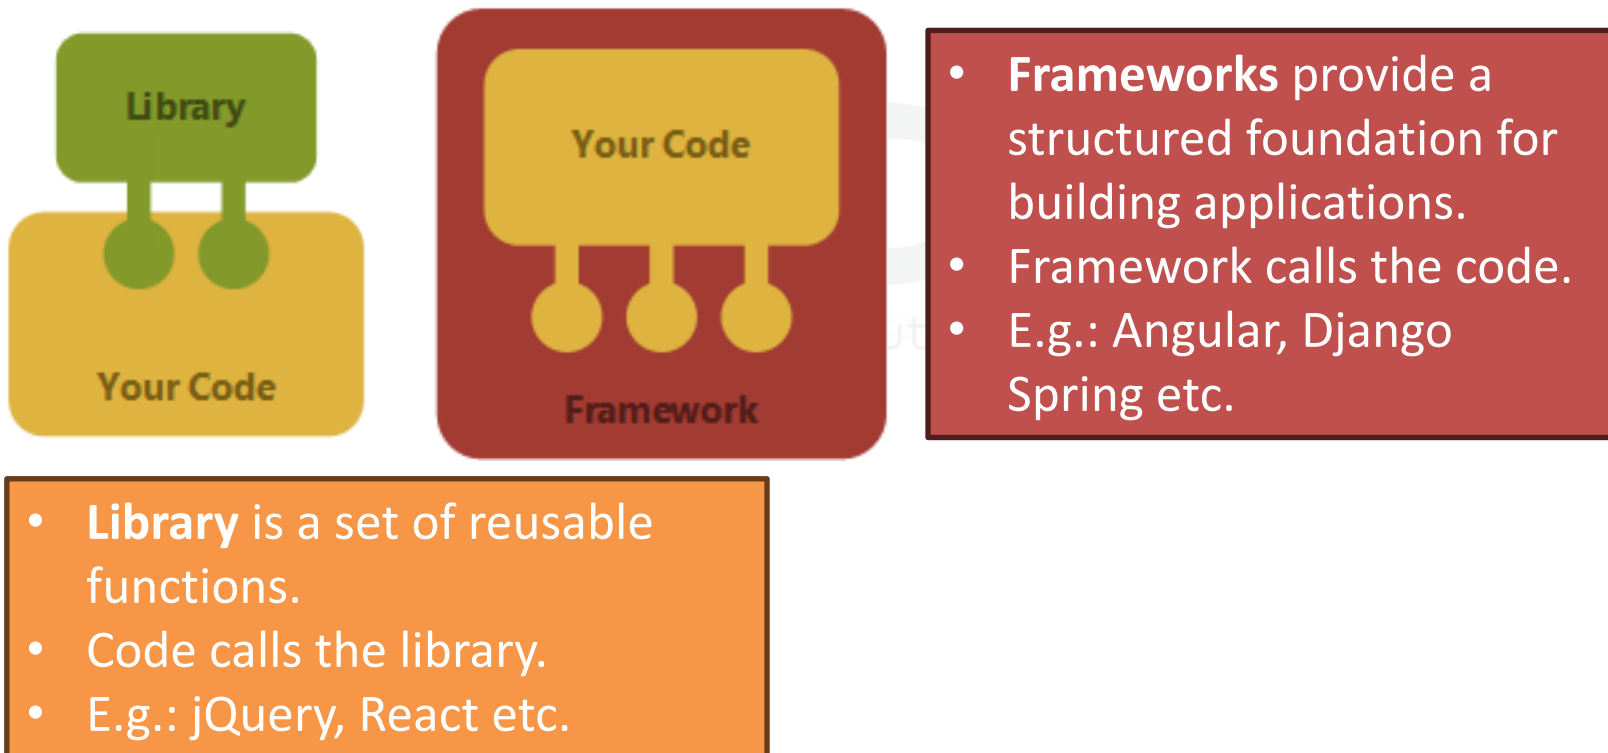 Library
Your Code
Your Code
Framework
• Frameworks provide a
structured foundation for
building applications.
• Framework calls the code.
• E.g.: Angular, Django
Spring etc.
• Library is a set of reusable
functions.
• Code calls the library.
• E.g.: jQuery, React etc.